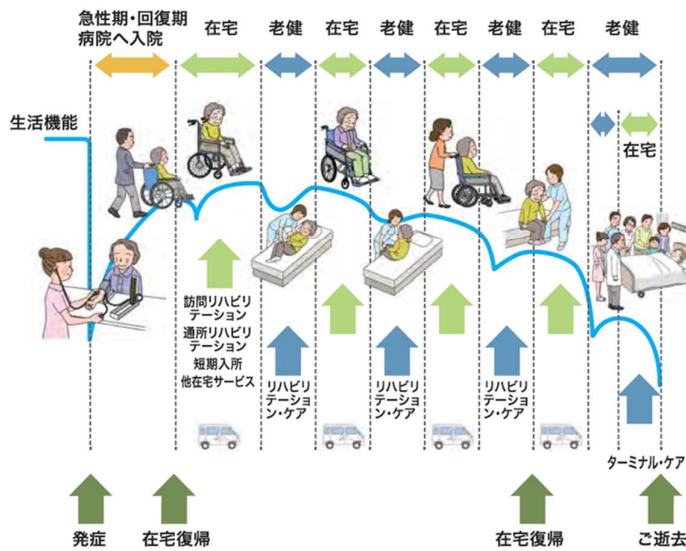 急性期・回復期
病院へ入院
在宅
老健
在宅
老健
在宅
老健
在宅
老健
生活機能
在宅
訪問リハビリ
テーション
通所リハビリ
テーション
短期入所
他在宅サービス
リハビリ
テーショ
ン・ケア
リハビリ
テーショ
ン・ケア
リハビリ
テーショ
ン・ケア
ターミナル・ケア
発症
在宅復帰
在宅復帰
ご逝去